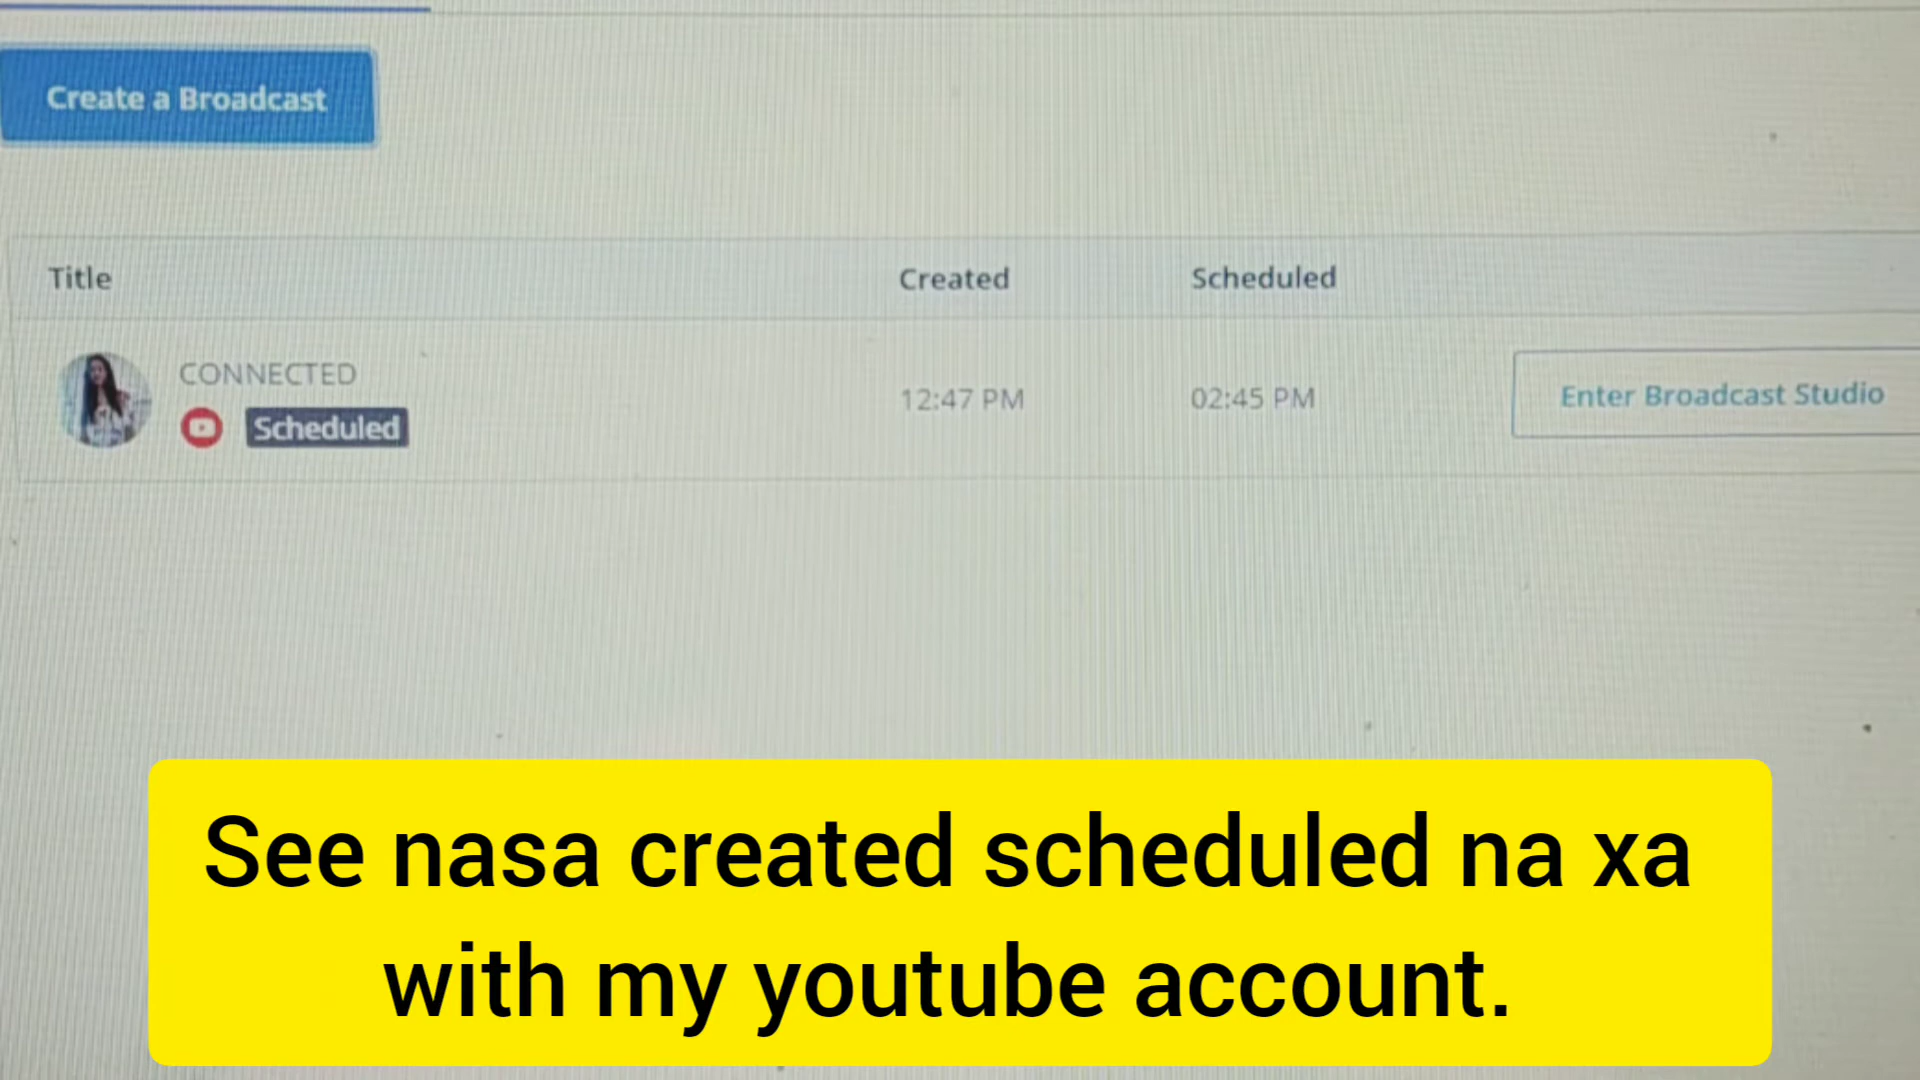 Create a Broadcast
Title
Created
Scheduled
CONNECTED
Scheduled
12:47 PM
02:45 PM
Enter Broadcast Studio
See nasa created scheduled na xa
with my youtube account.